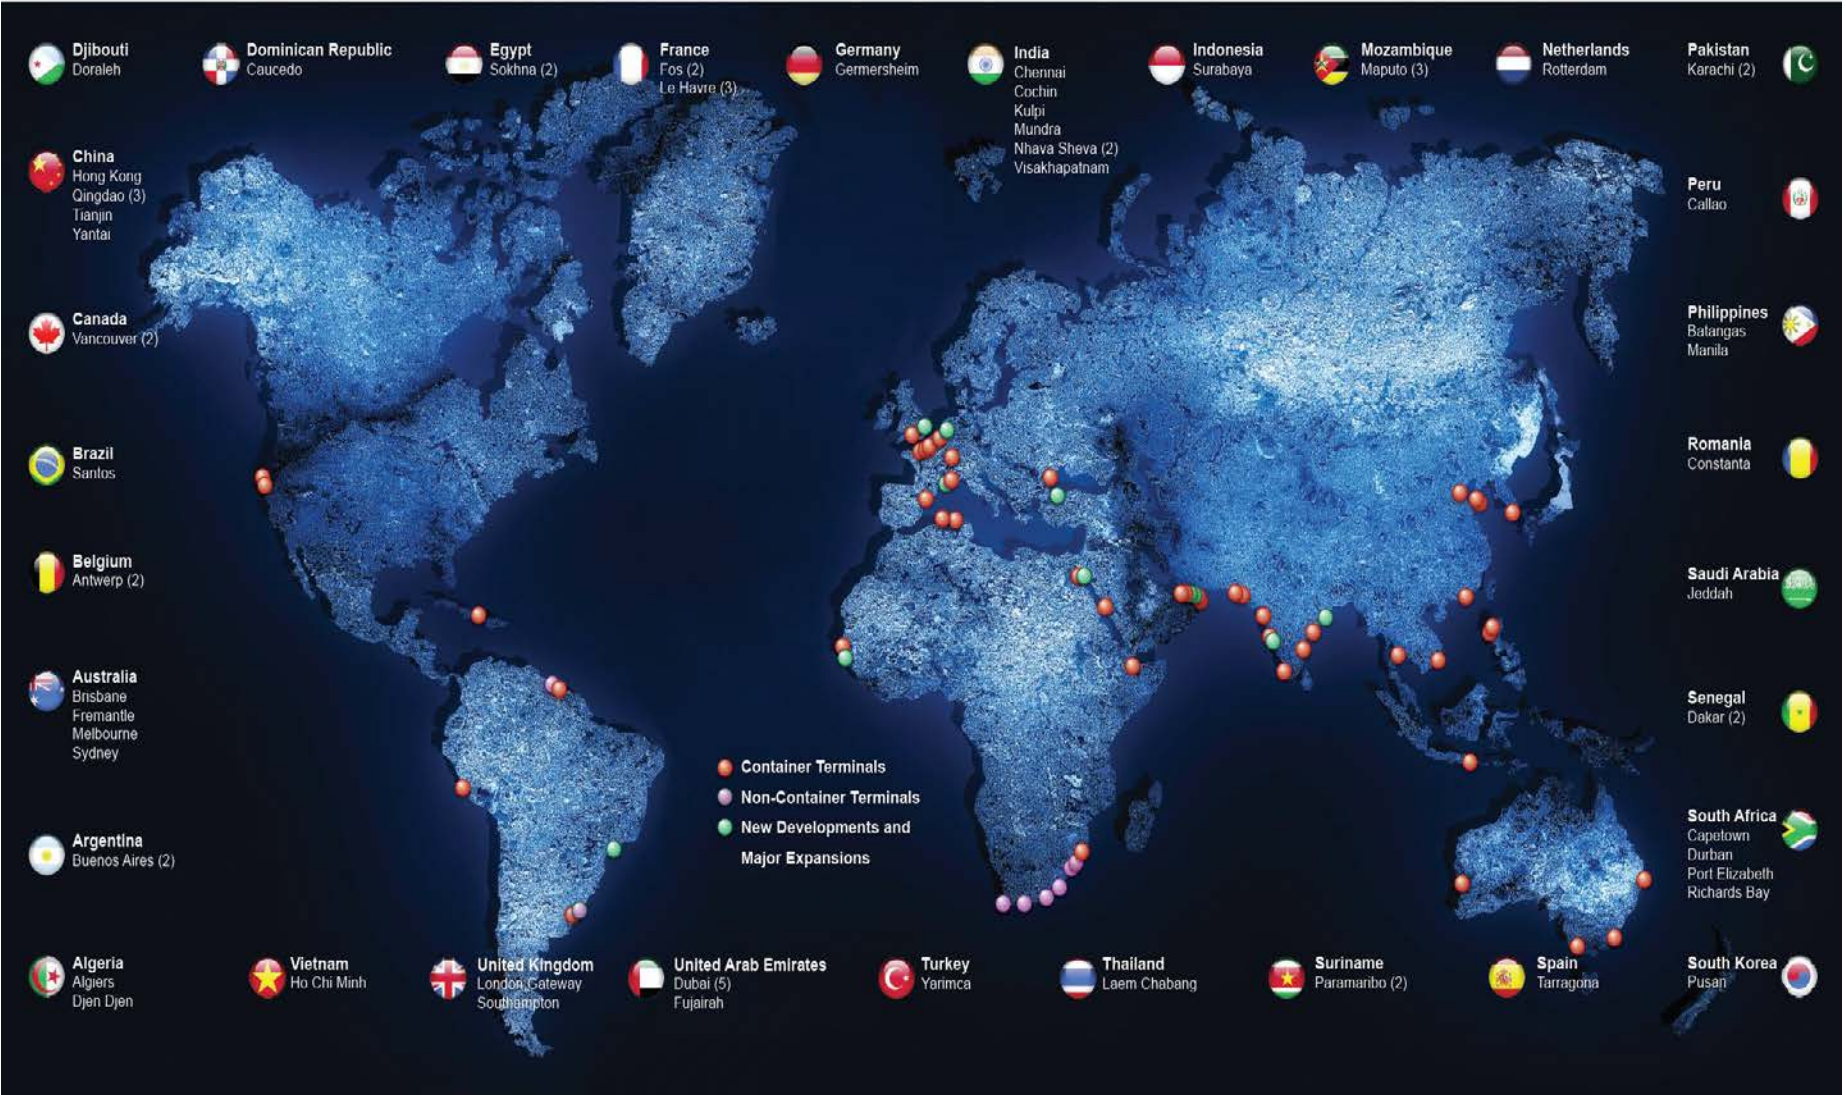 Djibouti
Doraleh
Dominican Republic
Caucedo
Egypt
Sokhna (2)
France
Fos (2)
Le Havre (3)
Germany
Germersheim
India
Chennai
Cochin
Kulpi
Mundra
Nhava Sheva (2)
Visakhapatnam
Indonesia
Surabaya
Mozambique
Maputo (3)
Netherlands
Rotterdam
Pakistan
Karachi (2)
China
Hong Kong
Qingdao (3)
Tianjin
Yantai
Peru
Callao
Canada
Vancouver (2)
Philippines
Batangas
Manila
Brazil
Santos
Romania
Constanta
Belgium
Antwerp (2)
Saudi Arabia
Jeddah
Australia
Brisbane
Fremantle
Melbourne
Sydney
Senegal
Dakar (2)
Container Terminals
Non-Container Terminals
New Developments and
Major Expansions
Argentina
Buenos Aires (2)
South Africa
Capetown
Durban
Port Elizabeth
Richards Bay
Algeria
Algiers
Djen Djen
Vietnam
Ho Chi Minh
United Kingdom
London Gateway
Southampton
United Arab Emirates
Dubai (5)
Fujairah
Turkey
Yarimca
Thailand
Laem Chabang
Suriname
Paramaribo (2)
Spain
Tarragona
South Korea
Pusan